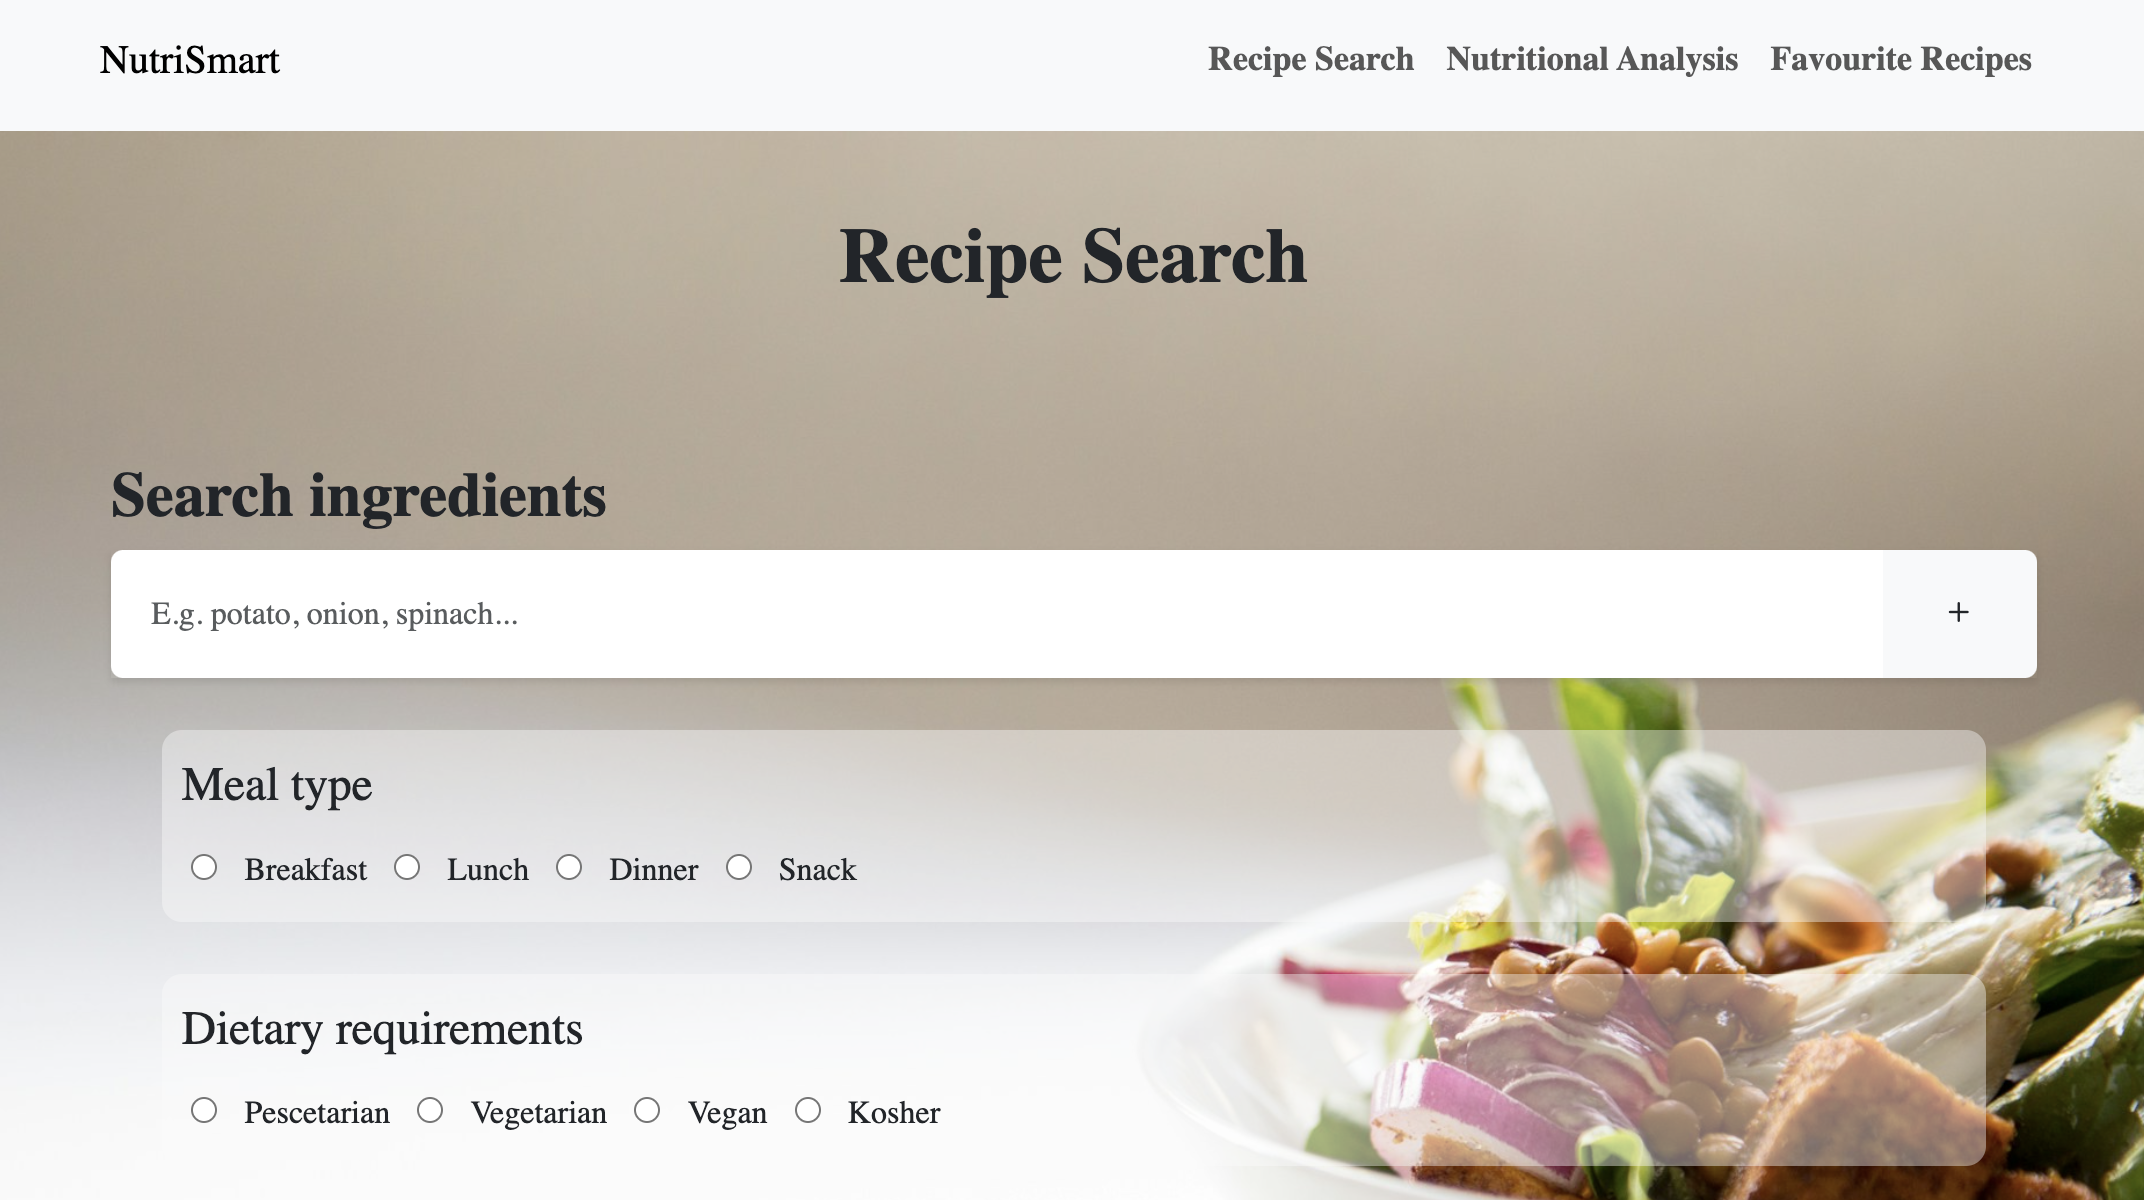 NutriSmart
Recipe Search Nutritional Analysis Favourite Recipes
Recipe Search
Search ingredients
E.g. potato, onion, spinach...
+
Meal type
Breakfast Lunch Dinner Snack
Dietary requirements
Pescetarian Vegetarian Vegan Kosher